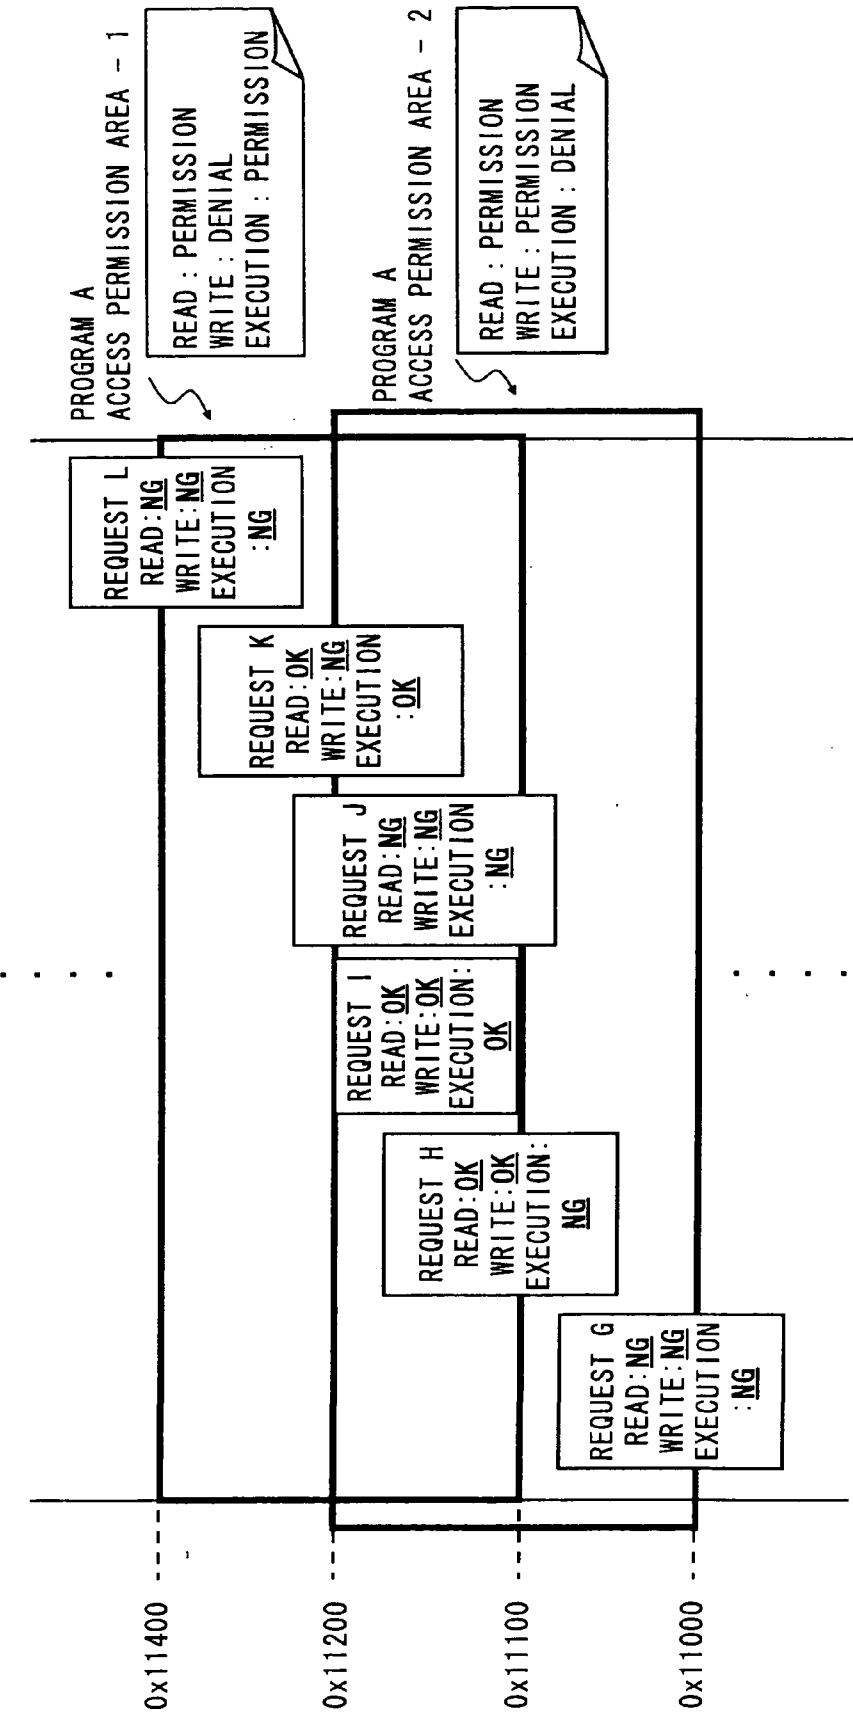 PROGRAM A
ACCESS PERMISSION AREA - 1
READ : PERMISSION
WRITE : DENIAL
EXECUTION : PERMISSION
PROGRAM A
ACCESS PERMISSION AREA - 2
READ : PERMISSION
WRITE : PERMISSION
EXECUTION : DENIAL
0x11400
0x11200
0x11100
0x11000
REQUEST G
READ:NG
WRITE:NG
EXECUTION
:NG
REQUEST H
READ:OK
WRITE:OK
EXECUTION:
NG
REQUEST I
READ:OK
WRITE:OK
EXECUTION:
OK
REQUEST J
READ:NG
WRITE:NG
EXECUTION
:NG
REQUEST K
READ:OK
WRITE:NG
EXECUTION
:OK
REQUEST L
READ:NG
WRITE:NG
EXECUTION
:NG